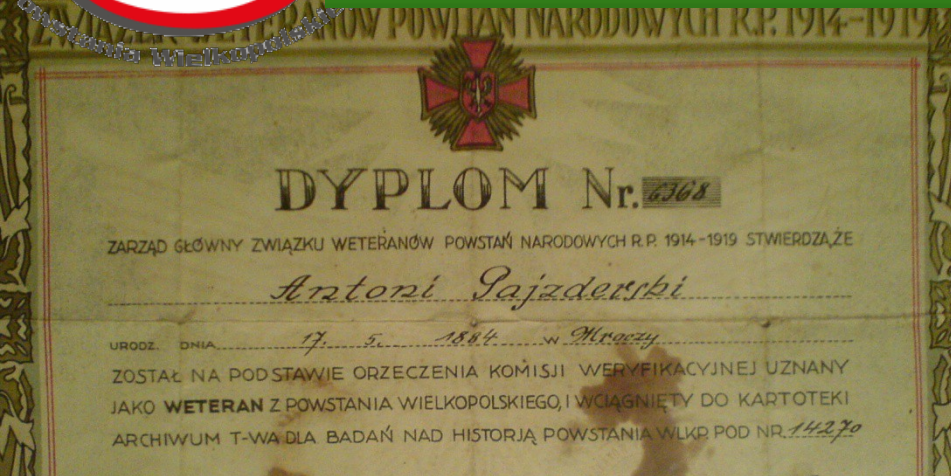 Powstania Wielkopolskie
ZWIĄZEK WETERANÓW POWSTAŃ NARODOWYCH R.P. 1914-1919
DYPLOM Nr. 6368
ZARZĄD GŁÓWNY ZWIĄZKU WETERANÓW POWSTAŃ NARODOWYCH R.P. 1914-1919 STWIERDZA, ŻE
Antoni Gajzderski
URODZ. DNIA 17. 5. 1884 w Mroczy
ZOSTAŁ NA PODSTAWIE ORZECZENIA KOMISJI WERYFIKACYJNEJ UZNANY
JAKO WETERAN Z POWSTANIA WIELKOPOLSKIEGO, I WCIĄGNIĘTY DO KARTOTEKI
ARCHIWUM T-WA DLA BADAŃ NAD HISTORJĄ POWSTANIA WLKP. POD NR. 14270